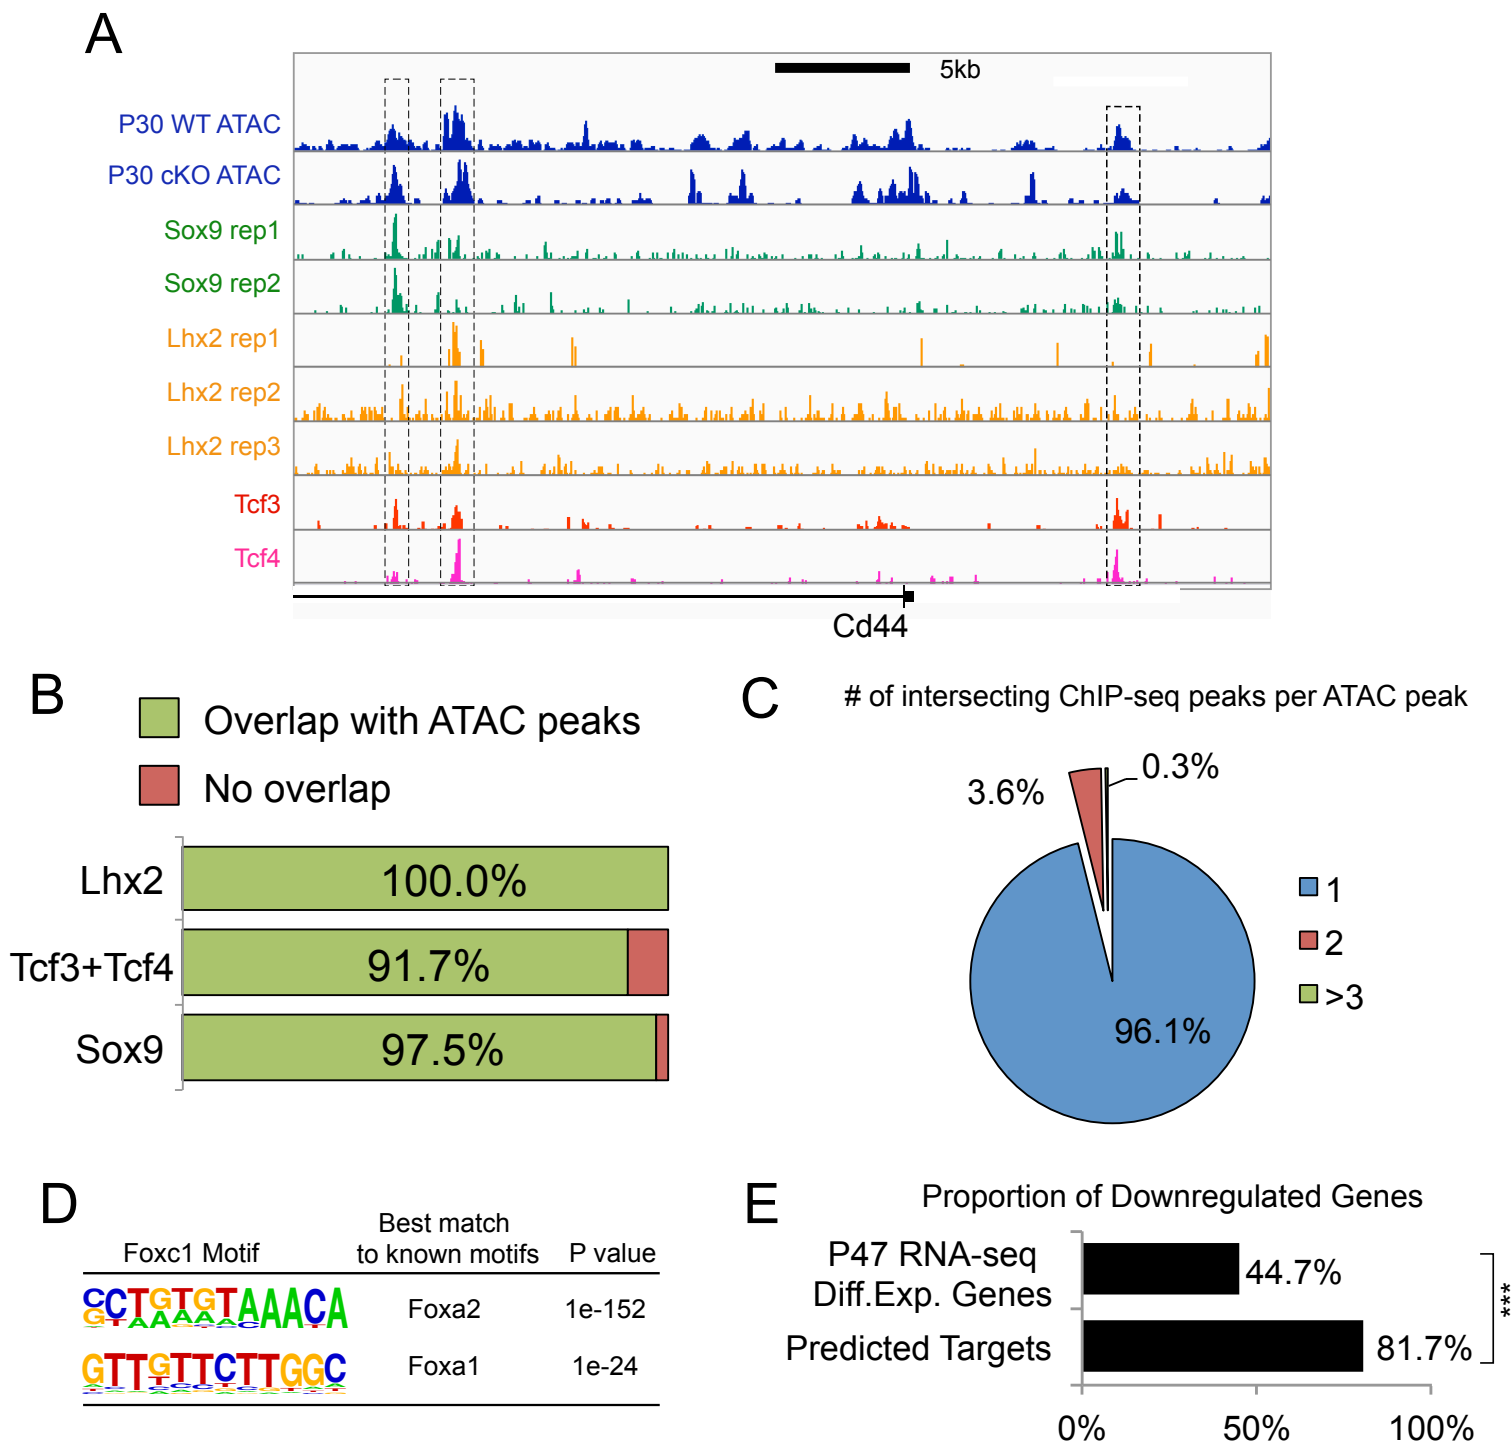 A
5kb
P30 WT ATAC
P30 cKO ATAC
Sox9 rep1
Sox9 rep2
Lhx2 rep1
Lhx2 rep2
Lhx2 rep3
Tcf3
Tcf4
Cd44
B
Overlap with ATAC peaks
No overlap
Lhx2
100.0%
Tcf3+Tcf4
91.7%
Sox9
97.5%
C
# of intersecting ChIP-seq peaks per ATAC peak
3.6%
0.3%
96.1%
1
2
>3
D
Foxc1 Motif
Best match
to known motifs
P value
CCTGTGTAAACA
Foxa2
1e-152
GTTGTTCTTGGC
Foxa1
1e-24
E
Proportion of Downregulated Genes
P47 RNA-seq
Diff.Exp. Genes
44.7%
Predicted Targets
81.7%
***
0%
50%
100%